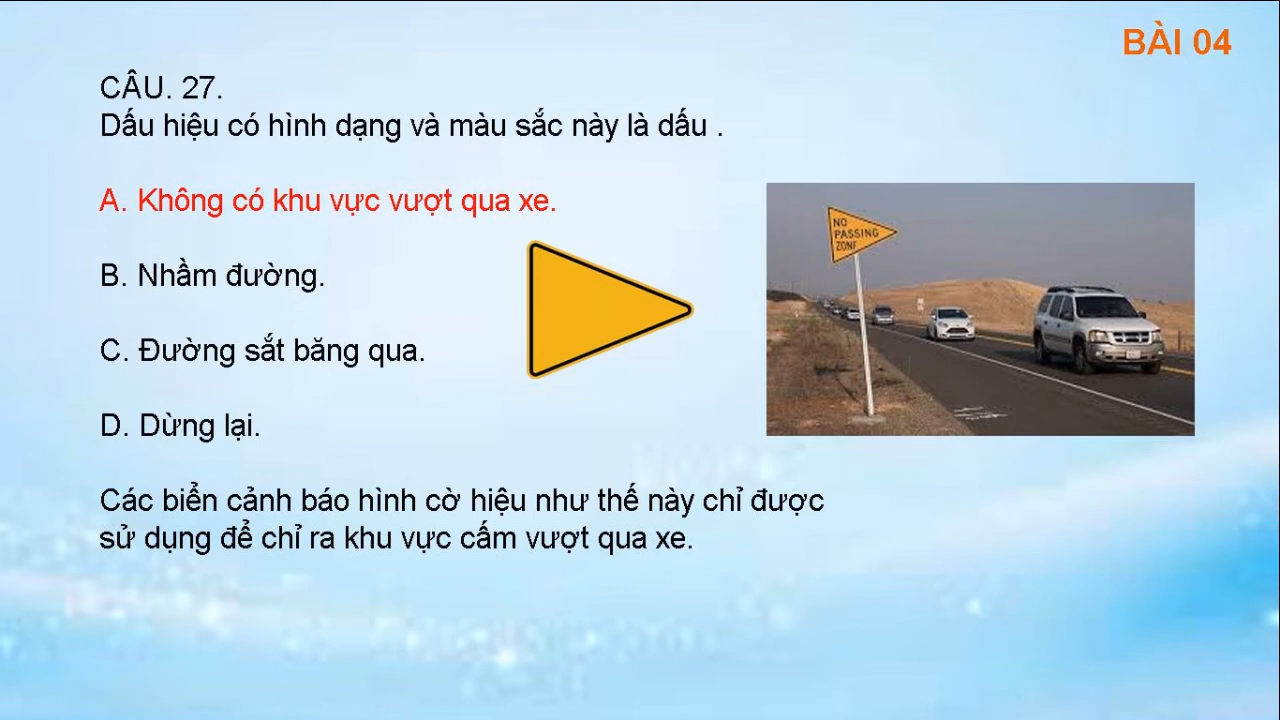 BÀI 04
CÂU. 27.
Dấu hiệu có hình dạng và màu sắc này là dấu .
A. Không có khu vực vượt qua xe.
B. Nhầm đường.
C. Đường sắt băng qua.
D. Dừng lại.
NO
PASSING
ZONE
Các biển cảnh báo hình cờ hiệu như thế này chỉ được
sử dụng để chỉ ra khu vực cấm vượt qua xe.